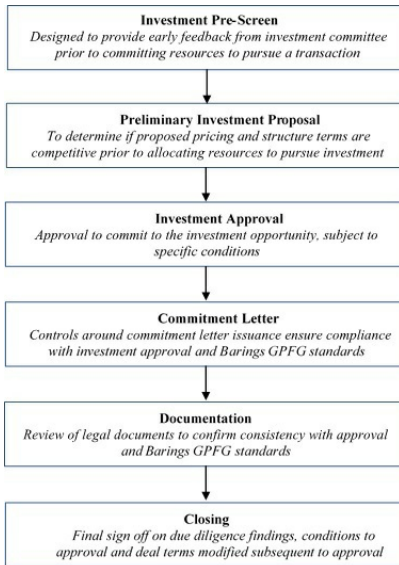 Investment Pre-Screen
Designed to provide early feedback from investment committee
prior to committing resources to pursue a transaction
Preliminary Investment Proposal
To determine if proposed pricing and structure terms are
competitive prior to allocating resources to pursue investment
Investment Approval
Approval to commit to the investment opportunity, subject to
specific conditions
Commitment Letter
Controls around commitment letter issuance ensure compliance
with investment approval and Barings GPFG standards
Documentation
Review of legal documents to confirm consistency with approval
and Barings GPFG standards
Closing
Final sign off on due diligence findings, conditions to
approval and deal terms modified subsequent to approval